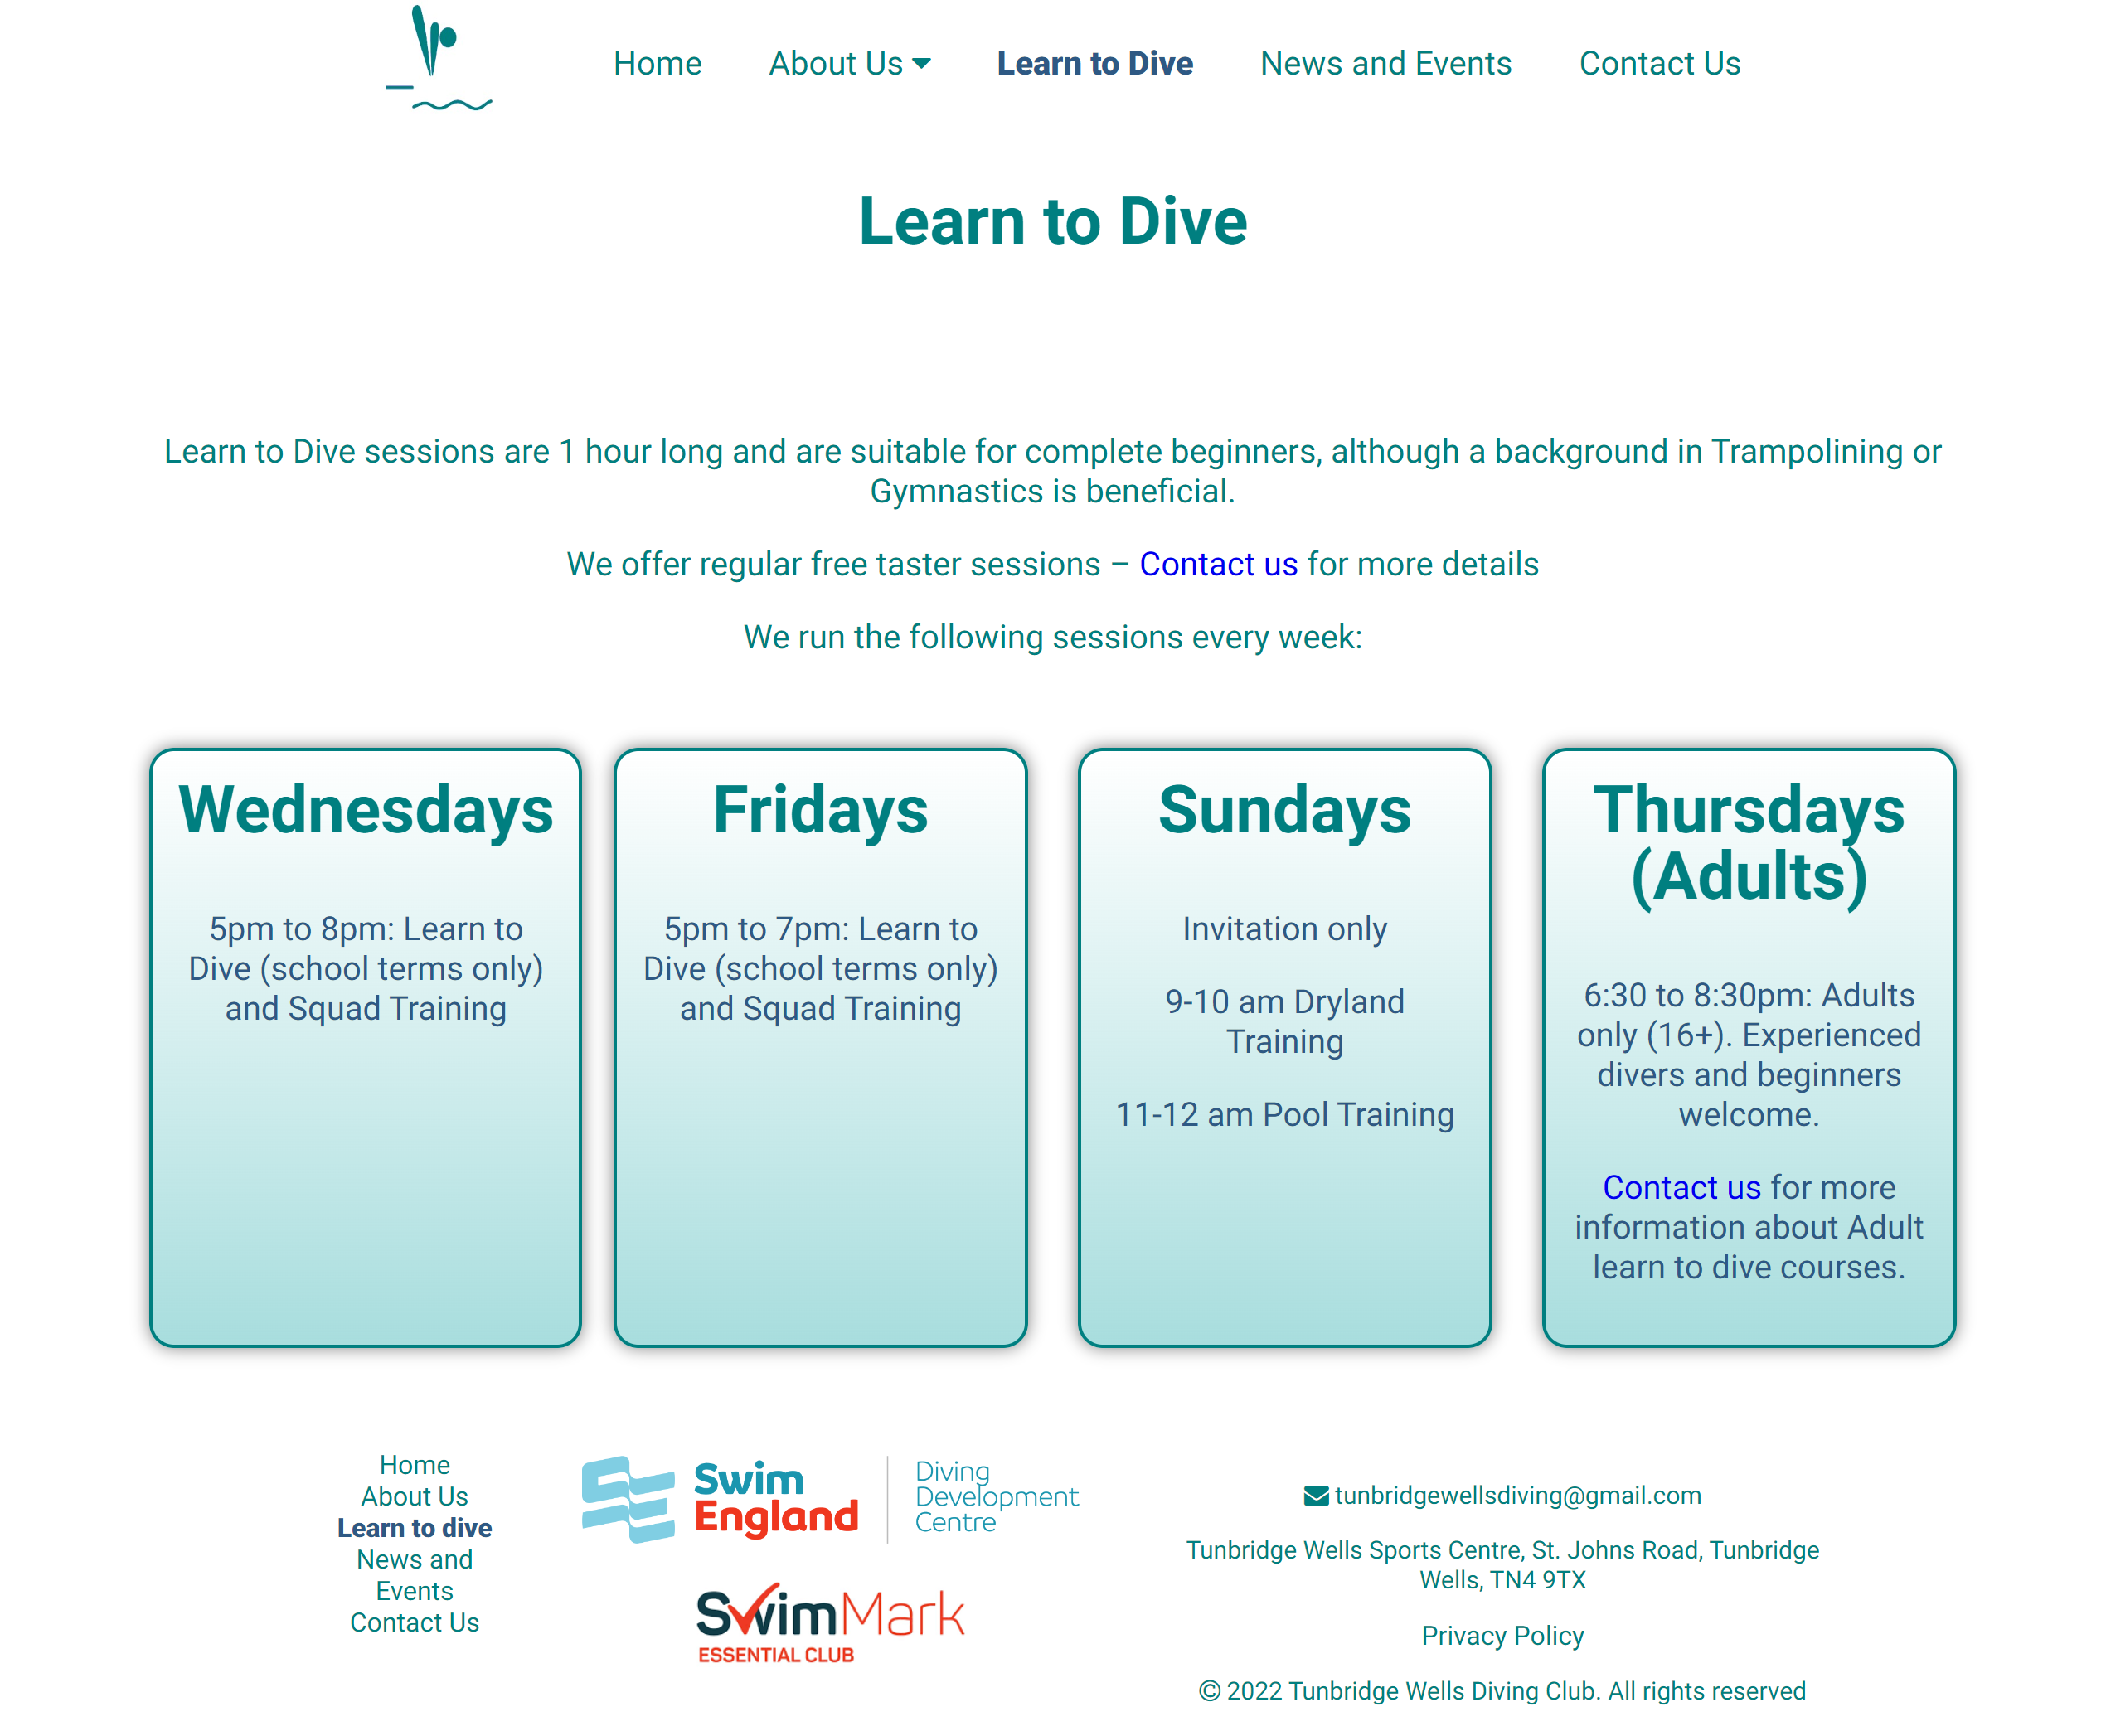 Home
About Us
Learn to Dive
News and Events
Contact Us
Learn to Dive
Learn to Dive sessions are 1 hour long and are suitable for complete beginners, although a background in Trampolining or
Gymnastics is beneficial.
We offer regular free taster sessions – Contact us for more details
We run the following sessions every week:
Wednesdays
5pm to 8pm: Learn to
Dive (school terms only)
and Squad Training
Fridays
5pm to 7pm: Learn to
Dive (school terms only)
and Squad Training
Sundays
Invitation only
9-10 am Dryland
Training
11-12 am Pool Training
Thursdays
(Adults)
6:30 to 8:30pm: Adults
only (16+). Experienced
divers and beginners
welcome.
Contact us for more
information about Adult
learn to dive courses.
Home
About Us
Learn to dive
News and
Events
Contact Us
Swim
England
Diving
Development
Centre
SwimMark
ESSENTIAL CLUB
tunbridgewellsdiving@gmail.com
Tunbridge Wells Sports Centre, St. Johns Road, Tunbridge
Wells, TN4 9TX
Privacy Policy
© 2022 Tunbridge Wells Diving Club. All rights reserved